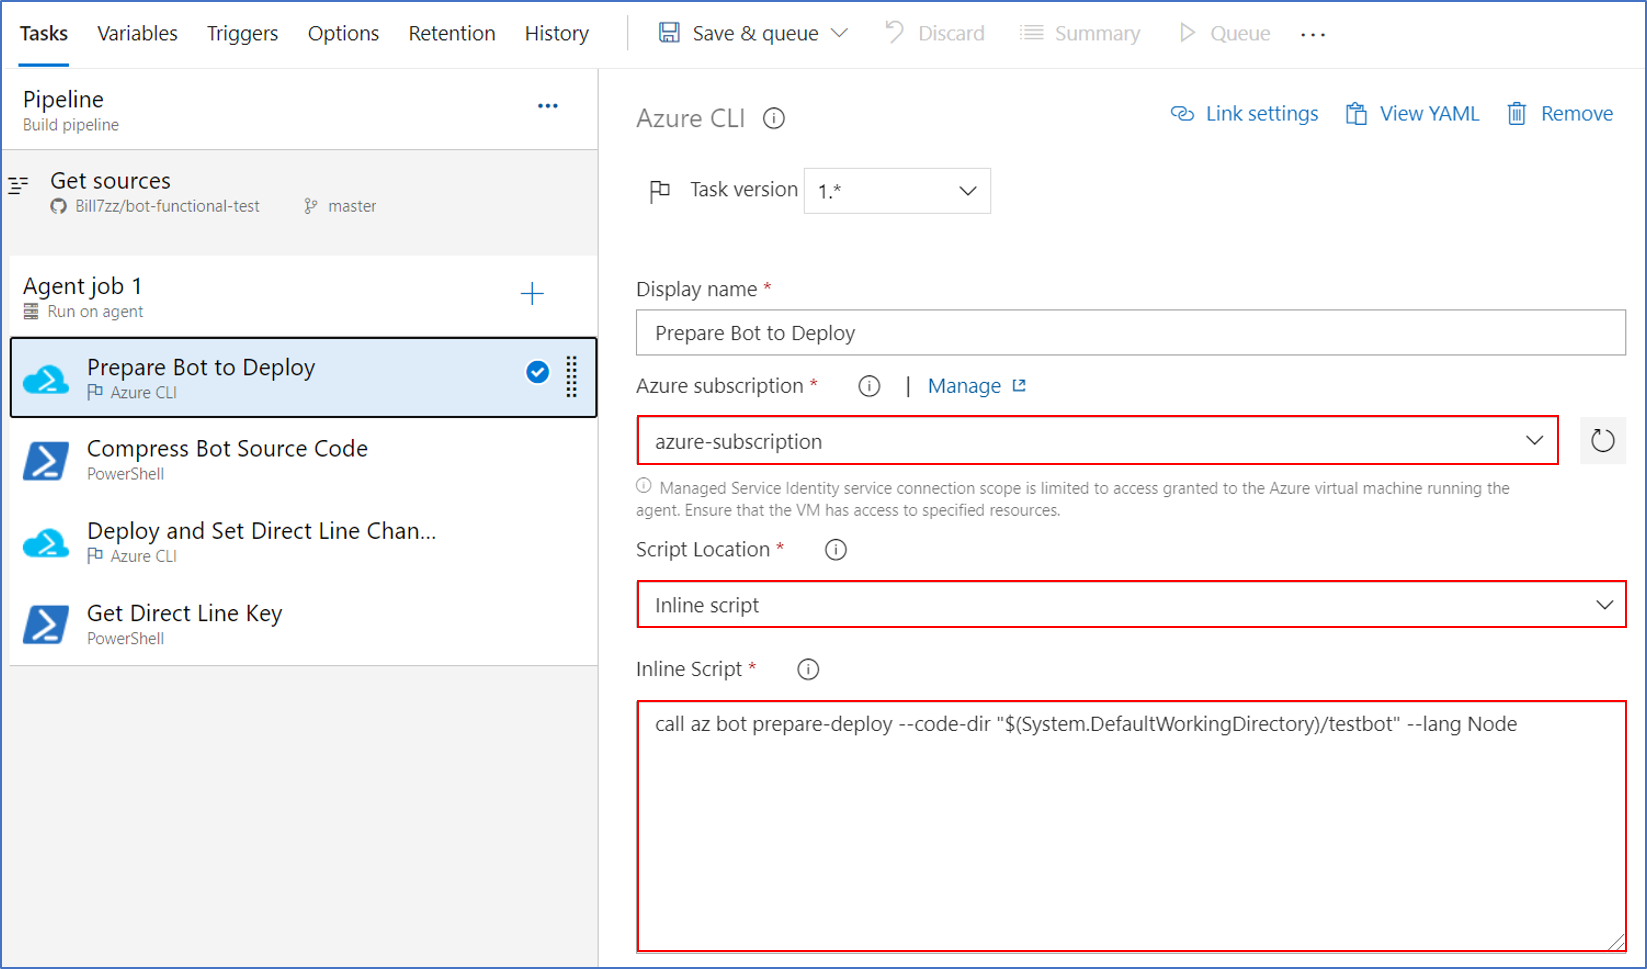 Tasks Variables Triggers Options Retention History Save & queue Discard Summary Queue ...
Pipeline
Build pipeline
Get sources
Bill7zz/bot-functional-test master
Agent job 1
Run on agent
Prepare Bot to Deploy
Azure CLI
Compress Bot Source Code
PowerShell
Deploy and Set Direct Line Chan...
Azure CLI
Get Direct Line Key
PowerShell
Azure CLI
Link settings View YAML Remove
Task version 1.*
Display name *
Prepare Bot to Deploy
Azure subscription * | Manage
azure-subscription
Managed Service Identity service connection scope is limited to access granted to the Azure virtual machine running the
agent. Ensure that the VM has access to specified resources.
Script Location *
Inline script
Inline Script *
call az bot prepare-deploy --code-dir "$(System.DefaultWorkingDirectory)/testbot" --lang Node